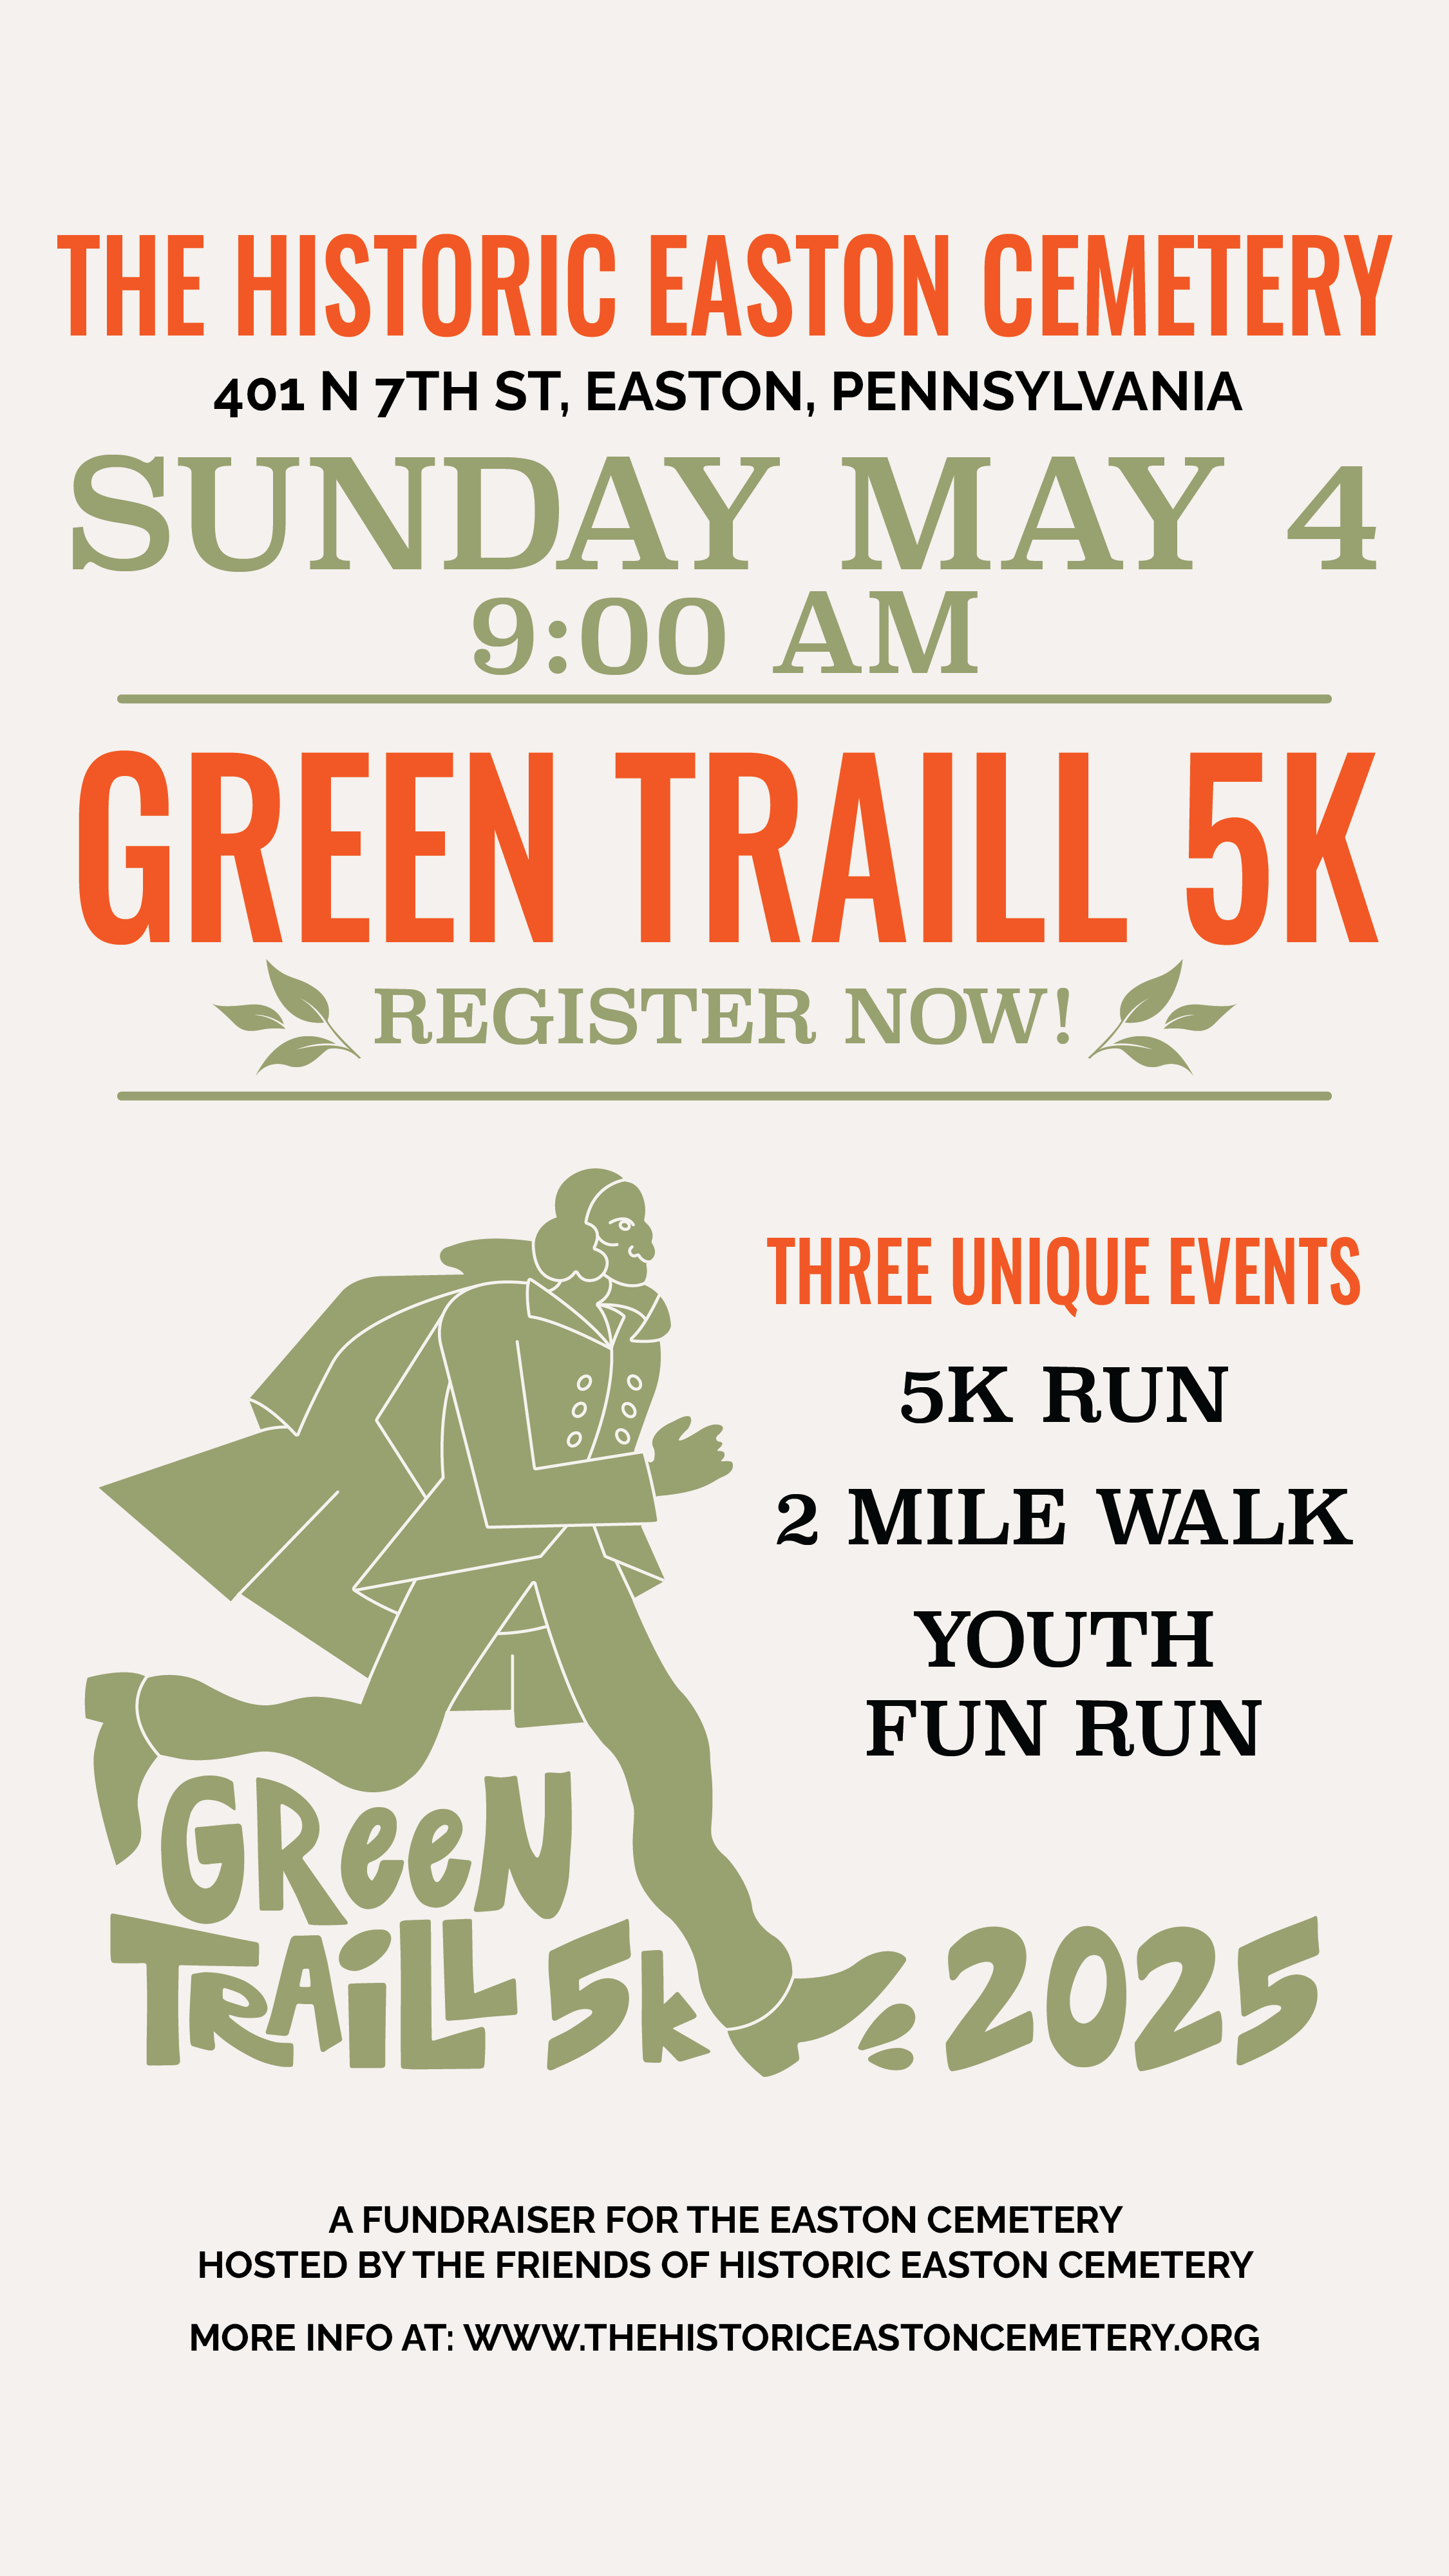 THE HISTORIC EASTON CEMETERY
401 N 7TH ST, EASTON, PENNSYLVANIA
SUNDAY MAY 4
9:00 AM
GREEN TRAILL 5K
REGISTER NOW!
THREE UNIQUE EVENTS
5K RUN
2 MILE WALK
YOUTH
FUN RUN
GReeN
TRAiLL 5k 2025
A FUNDRAISER FOR THE EASTON CEMETERY
HOSTED BY THE FRIENDS OF HISTORIC EASTON CEMETERY
MORE INFO AT: WWW.THEHISTORICEASTONCEMETERY.ORG